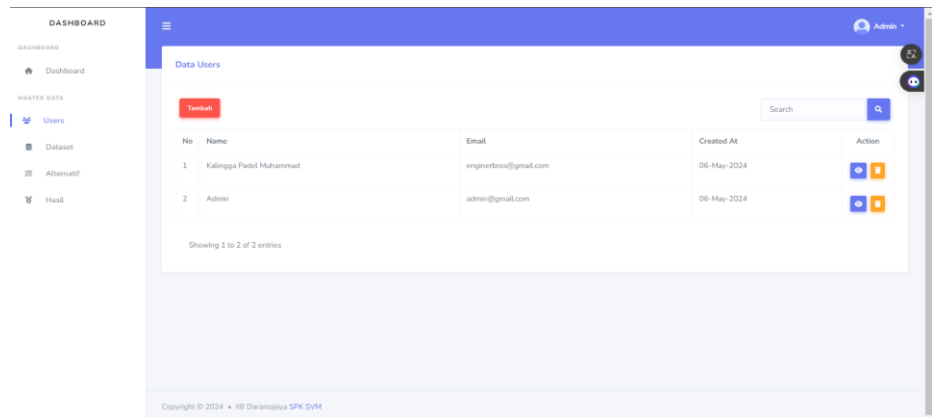 DASHBOARD
Admin
DASHBOARD
Dashboard
MASTER DATA
Users
Dataset
Alternatif
Hasil
Data Users
Tambah
Search
No Name Email Created At Action
1 Kalingga Padel Muhammad enginerbros@gmail.com 06-May-2024
2 Admin admin@gmail.com 06-May-2024
Showing 1 to 2 of 2 entries
Copyright © 2024 • IIB Daramajaya SPK SVM